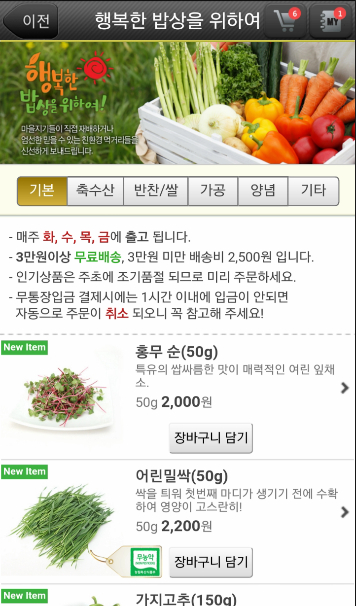 이전
행복한 밥상을 위하여
6
MY
1
행복한
밥상을 위하여!
마을지기들이 직접 재배하거나
엄선한 믿을 수 있는 친환경 먹거리들을
신선하게 보내드립니다.
기본
축수산
반찬/쌀
가공
양념
기타
- 매주 화, 수, 목, 금에 출고 됩니다.
- 3만원이상 무료배송, 3만원 미만 배송비 2,500원 입니다.
- 인기상품은 주초에 조기품절 되므로 미리 주문하세요.
- 무통장입금 결제시에는 1시간 이내에 입금이 안되면
자동으로 주문이 취소 되오니 꼭 참고해 주세요!
New Item
홍무 순(50g)
특유의 쌉싸름한 맛이 매력적인 여린 잎채
소.
50g 2,000원
장바구니 담기
New Item
어린밀싹(50g)
싹을 틔워 첫번째 마디가 생기기 전에 수확
하여 영양이 고스란히!
50g 2,200원
무농약
장바구니 담기
New Item
가지고추(150g)